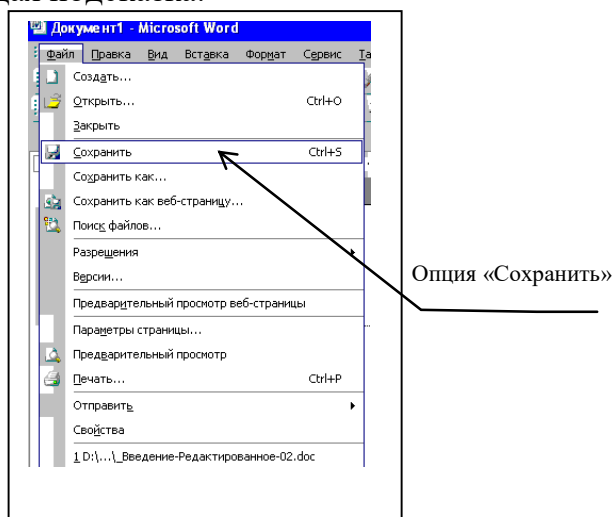 Документ1 - Microsoft Word
Файл Правка Вид Вставка Формат Сервис Та
Создать...
Открыть... Ctrl+O
Закрыть
Сохранить Ctrl+S
Сохранить как...
Сохранить как веб-страницу...
Поиск файлов...
Разрешения
Версии...
Опция «Сохранить»
Предварительный просмотр веб-страницы
Параметры страницы...
Предварительный просмотр
Печать... Ctrl+P
Отправить
Свойства
1 D:\...\_Введение-Редактированное-02.doc